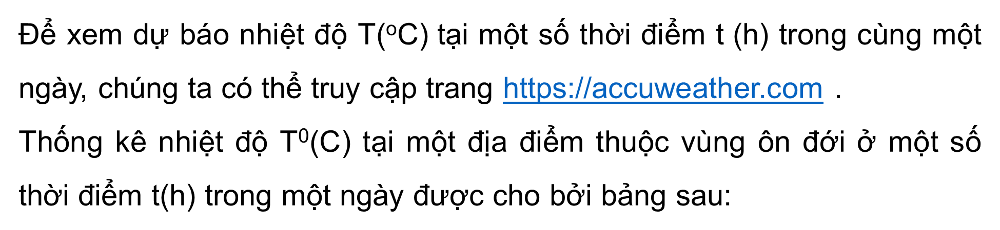 Để xem dự báo nhiệt độ T(ºC) tại một số thời điểm t (h) trong cùng một
ngày, chúng ta có thể truy cập trang https://accuweather.com .
Thống kê nhiệt độ T⁰(C) tại một địa điểm thuộc vùng ôn đới ở một số
thời điểm t(h) trong một ngày được cho bởi bảng sau: